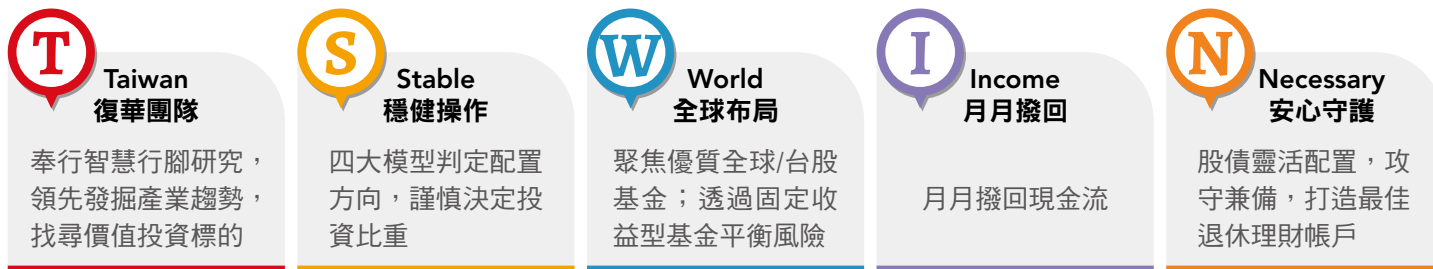 T
Taiwan
復華團隊
奉行智慧行腳研究，
領先發掘產業趨勢，
找尋價值投資標的
S
Stable
穩健操作
四大模型判定配置
方向，謹慎決定投
資比重
W
World
全球布局
聚焦優質全球/台股
基金；透過固定收
益型基金平衡風險
I
Income
月月撥回
月月撥回現金流
N
Necessary
安心守護
股債靈活配置，攻
守兼備，打造最佳
退休理財帳戶